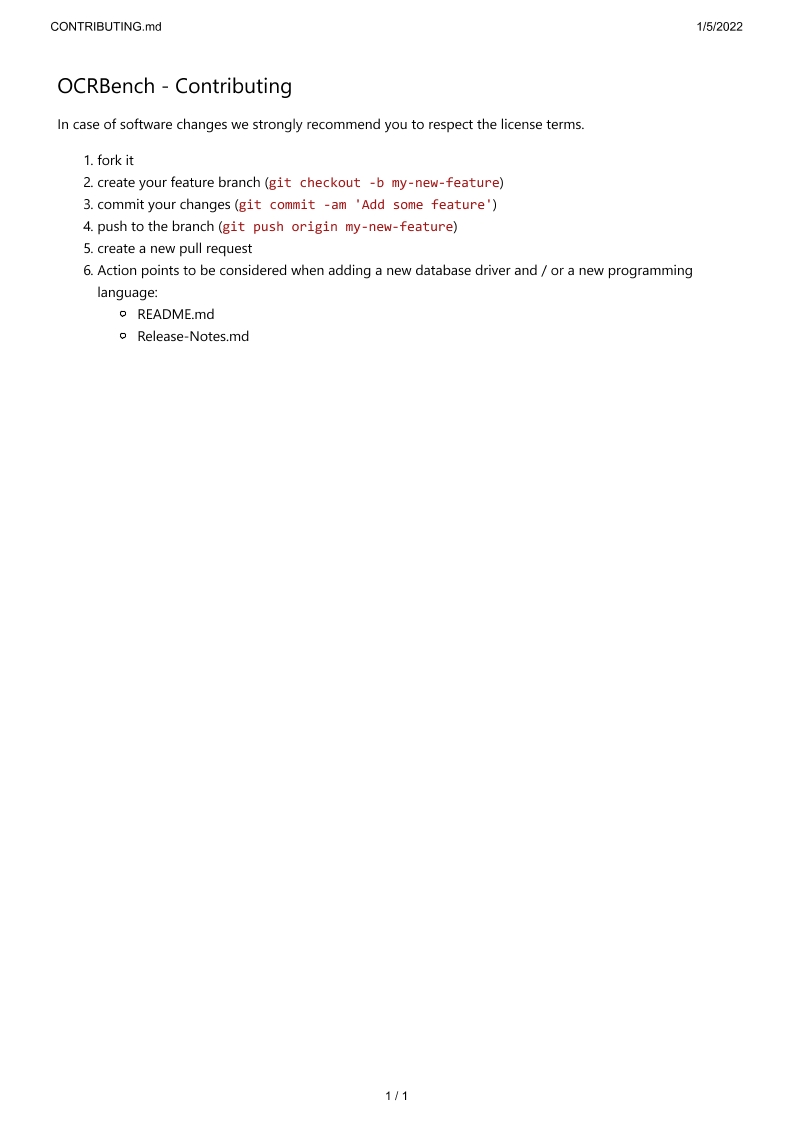 CONTRIBUTING.md 1/5/2022
OCRBench - Contributing
In case of software changes we strongly recommend you to respect the license terms.
1. fork it
2. create your feature branch (git checkout -b my-new-feature)
3. commit your changes (git commit -am 'Add some feature')
4. push to the branch (git push origin my-new-feature)
5. create a new pull request
6. Action points to be considered when adding a new database driver and / or a new programming
language:
README.md
Release-Notes.md
1 / 1